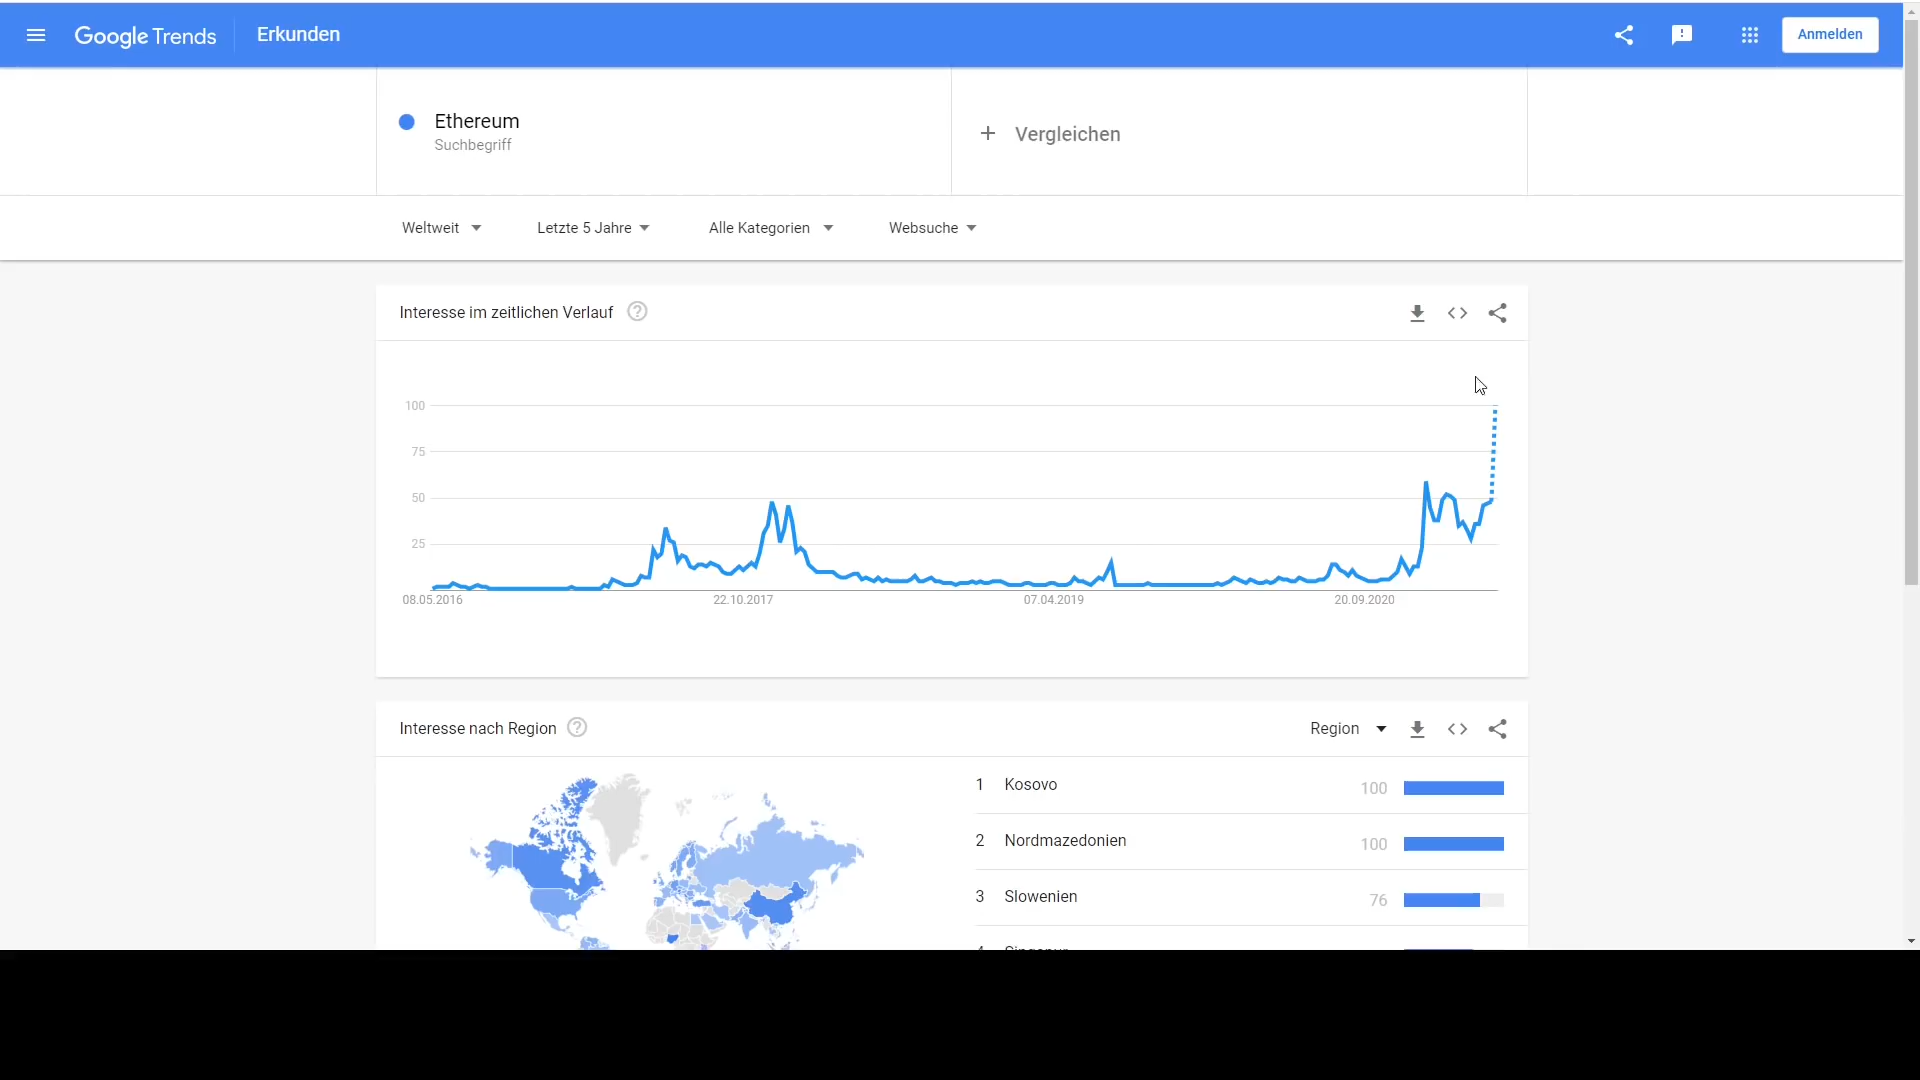 Google Trends
Erkunden
Anmelden
Ethereum
Suchbegriff
+ Vergleichen
Weltweit
Letzte 5 Jahre
Alle Kategorien
Websuche
Interesse im zeitlichen Verlauf
100
75
50
25
08.05.2016
22.10.2017
07.04.2019
20.09.2020
Interesse nach Region
Region
1 Kosovo 100
2 Nordmazedonien 100
3 Slowenien 76